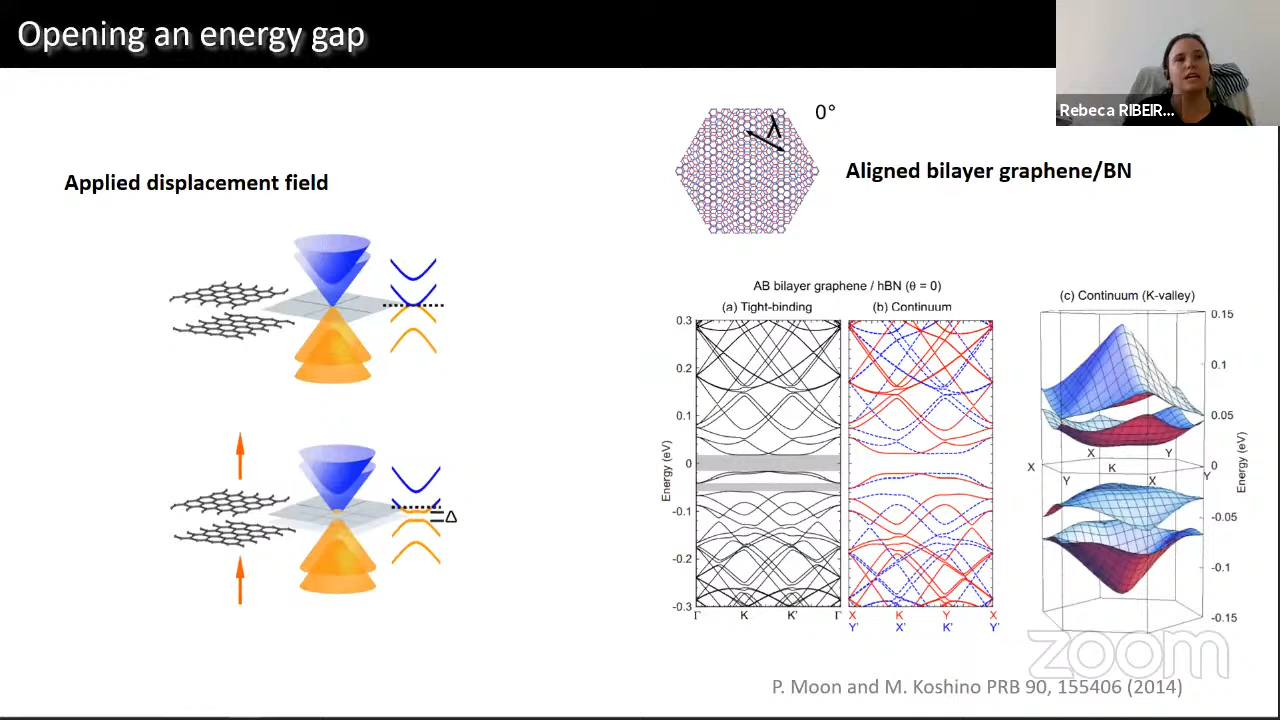 Opening an energy gap
Rebeca RIBEIR...
Applied displacement field
0°
λ
Aligned bilayer graphene/BN
Δ
AB bilayer graphene / hBN (θ = 0)
(a) Tight-binding
(b) Continuum
(c) Continuum (K-valley)
Energy (eV)
0.3
0.2
0.1
0
-0.1
-0.2
-0.3
Γ K K' Γ
X K Y X
Y' X' K' Y'
0.15
0.1
0.05
0
-0.05
-0.1
-0.15
Energy (eV)
X Y
X K Y
Y X
zoom
P. Moon and M. Koshino PRB 90, 155406 (2014)